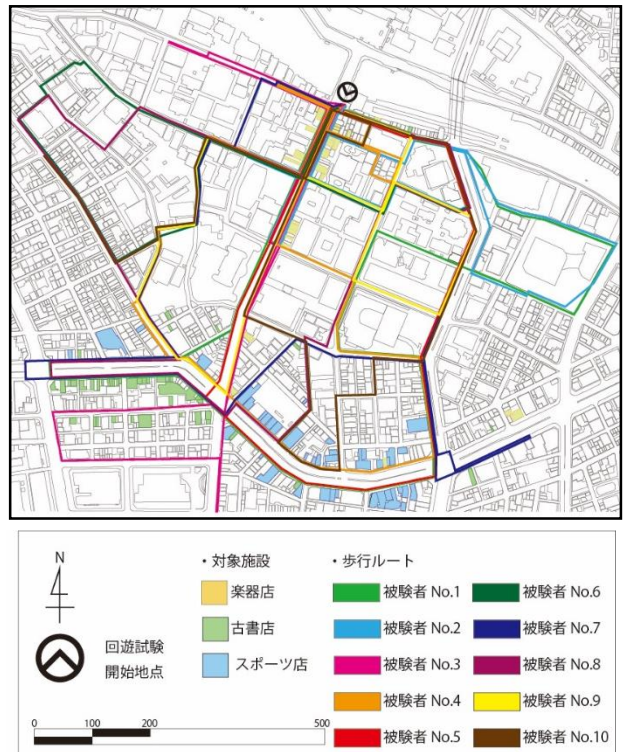 N
回遊試験
開始地点
0 100 200 500
・対象施設
楽器店
古書店
スポーツ店
・歩行ルート
被験者 No.1
被験者 No.2
被験者 No.3
被験者 No.4
被験者 No.5
被験者 No.6
被験者 No.7
被験者 No.8
被験者 No.9
被験者 No.10